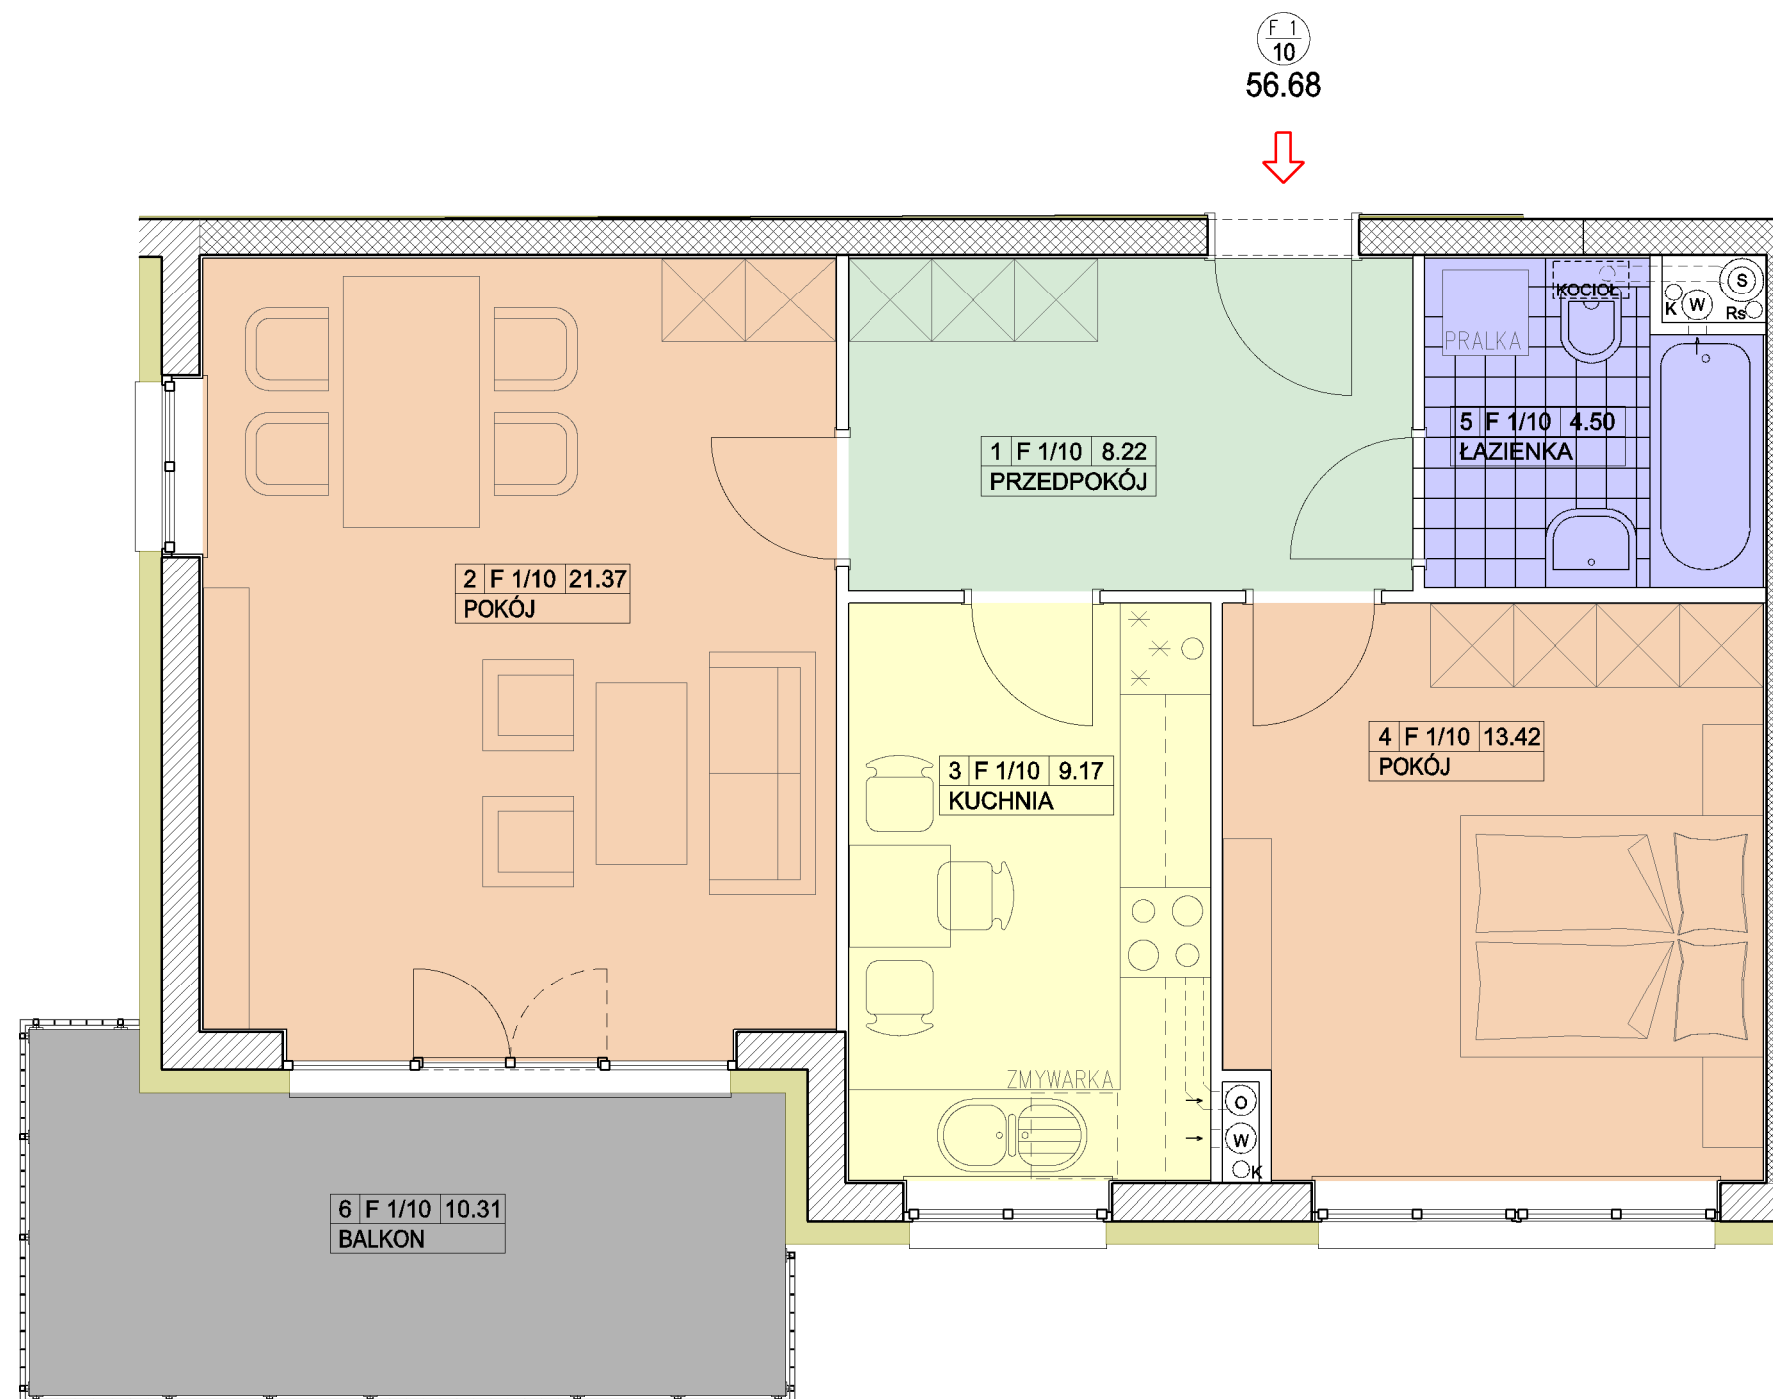 F 1
10
56.68
KOCIOŁ
S
K W Rs
PRALKA
5 F 1/10 4.50
ŁAZIENKA
1 F 1/10 8.22
PRZEDPOKÓJ
2 F 1/10 21.37
POKÓJ
4 F 1/10 13.42
POKÓJ
3 F 1/10 9.17
KUCHNIA
ZMYWARKA
O
W
K
6 F 1/10 10.31
BALKON